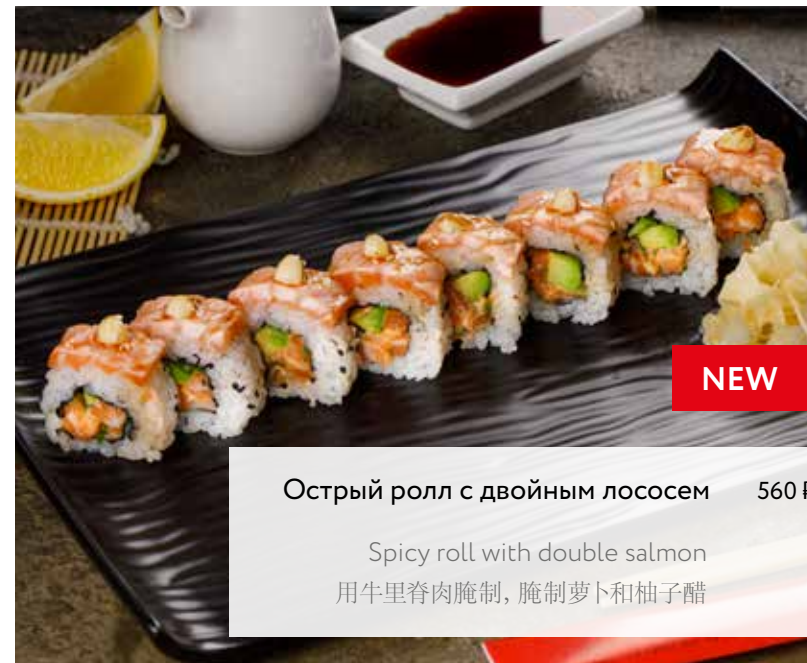 NEW
Острый ролл с двойным лососем 560 ₽
Spicy roll with double salmon
用牛里脊肉腌制, 腌制萝卜和柚子醋